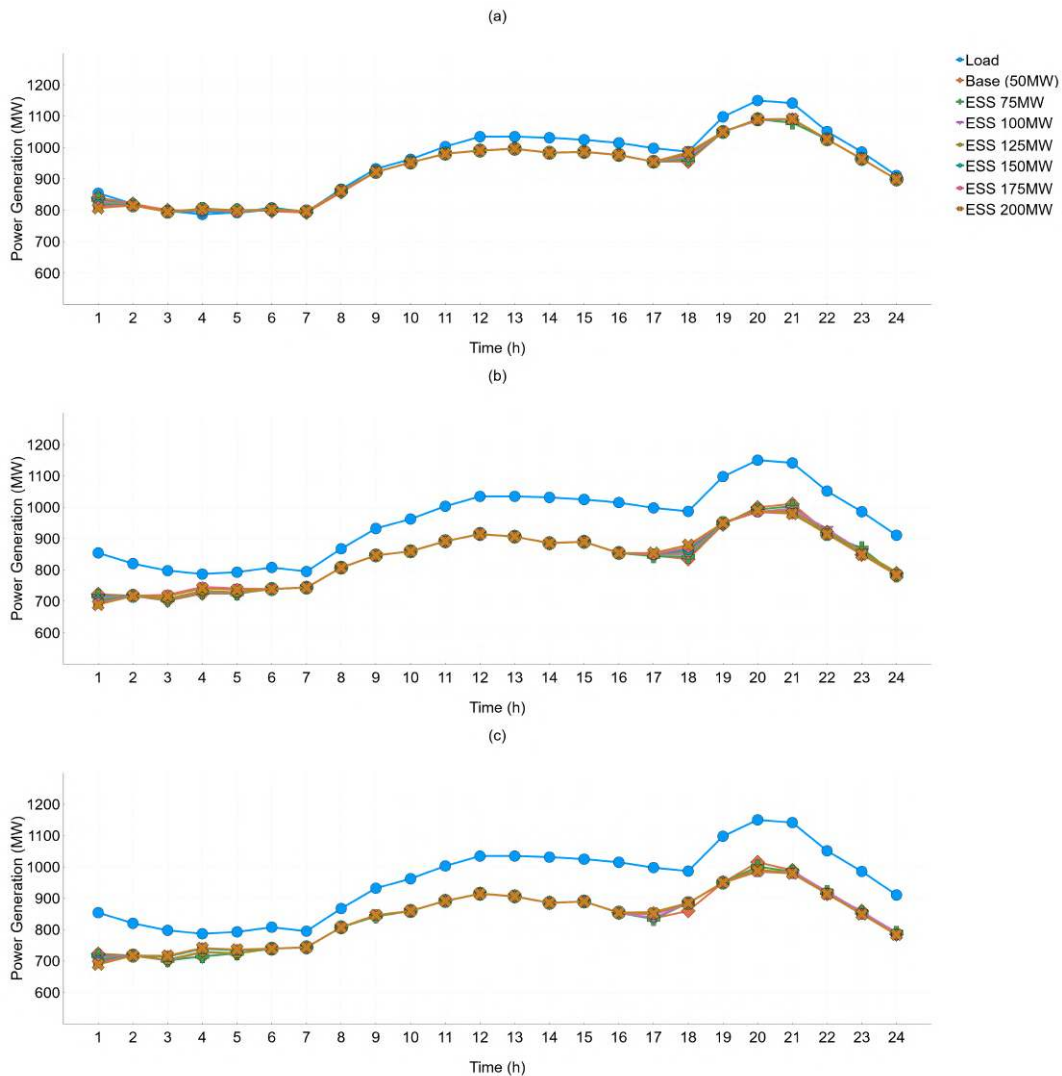 (a)
Power Generation (MW)
1200
1100
1000
900
800
700
600
1 2 3 4 5 6 7 8 9 10 11 12 13 14 15 16 17 18 19 20 21 22 23 24
Time (h)
Load
Base (50MW)
ESS 75MW
ESS 100MW
ESS 125MW
ESS 150MW
ESS 175MW
ESS 200MW
(b)
Power Generation (MW)
1200
1100
1000
900
800
700
600
1 2 3 4 5 6 7 8 9 10 11 12 13 14 15 16 17 18 19 20 21 22 23 24
Time (h)
(c)
Power Generation (MW)
1200
1100
1000
900
800
700
600
1 2 3 4 5 6 7 8 9 10 11 12 13 14 15 16 17 18 19 20 21 22 23 24
Time (h)